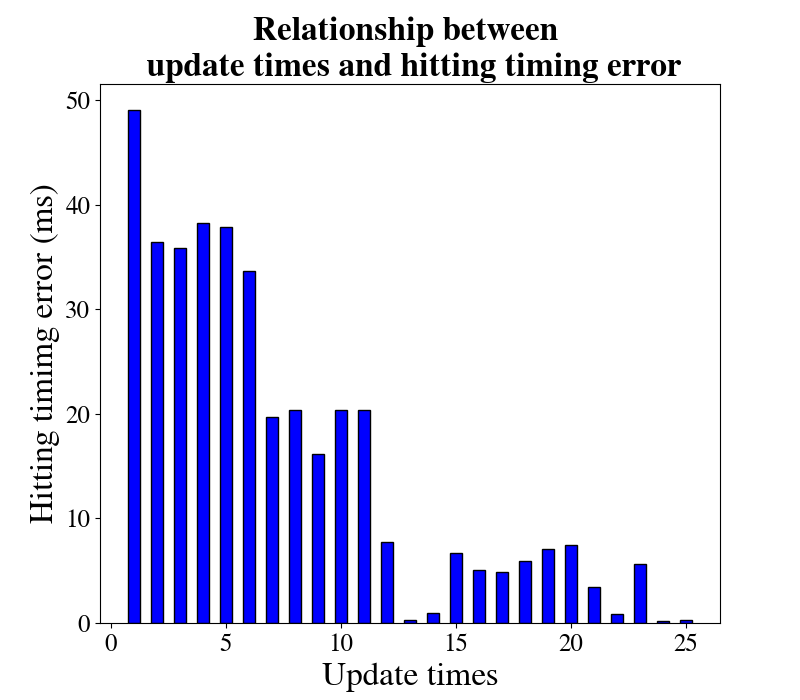 Relationship between
update times and hitting timing error
Hitting timimg error (ms)
50
40
30
20
10
0
0 5 10 15 20 25
Update times